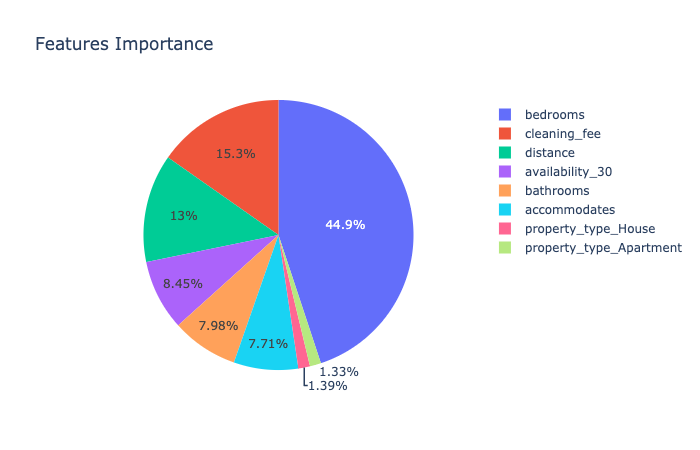 Features Importance
bedrooms
cleaning_fee
distance
availability_30
bathrooms
accommodates
property_type_House
property_type_Apartment
15.3%
44.9%
13%
8.45%
7.98%
7.71%
1.33%
1.39%